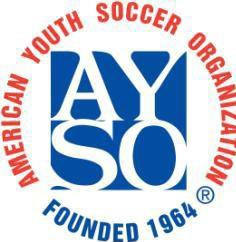 AMERICAN YOUTH SOCCER ORGANIZATION
AY
SO
®
FOUNDED 1964